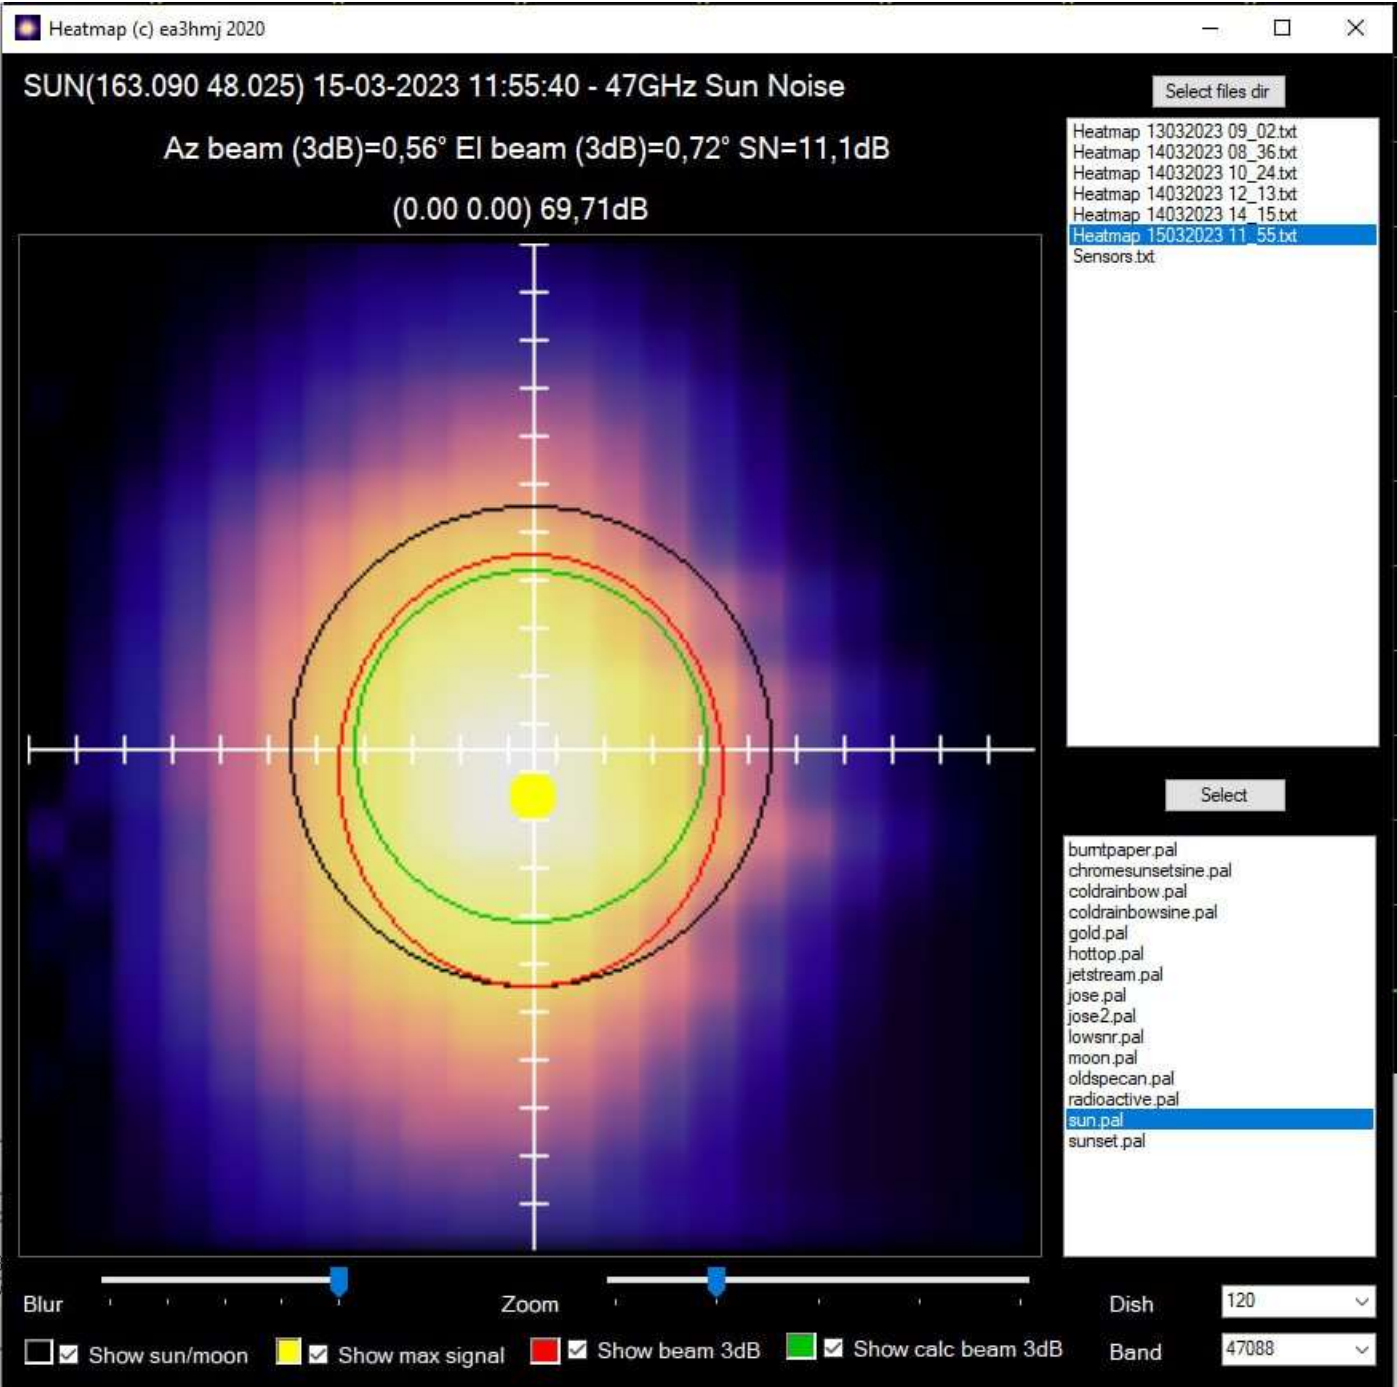 Heatmap (c) ea3hmj 2020
SUN(163.090 48.025) 15-03-2023 11:55:40 - 47GHz Sun Noise
Az beam (3dB)=0,56° El beam (3dB)=0,72° SN=11,1dB
(0.00 0.00) 69,71dB
Select files dir
Heatmap 13032023 09_02.txt
Heatmap 14032023 08_36.txt
Heatmap 14032023 10_24.txt
Heatmap 14032023 12_13.txt
Heatmap 14032023 14_15.txt
Heatmap 15032023 11_55.txt
Sensors.txt
Select
burntpaper.pal
chromesunsetsine.pal
coldrainbow.pal
coldrainbowsine.pal
gold.pal
hottop.pal
jetstream.pal
jose.pal
jose2.pal
lowsnr.pal
moon.pal
oldspecan.pal
radioactive.pal
sun.pal
sunset.pal
Blur
Zoom
Dish
120
Show sun/moon
Show max signal
Show beam 3dB
Show calc beam 3dB
Band
47088